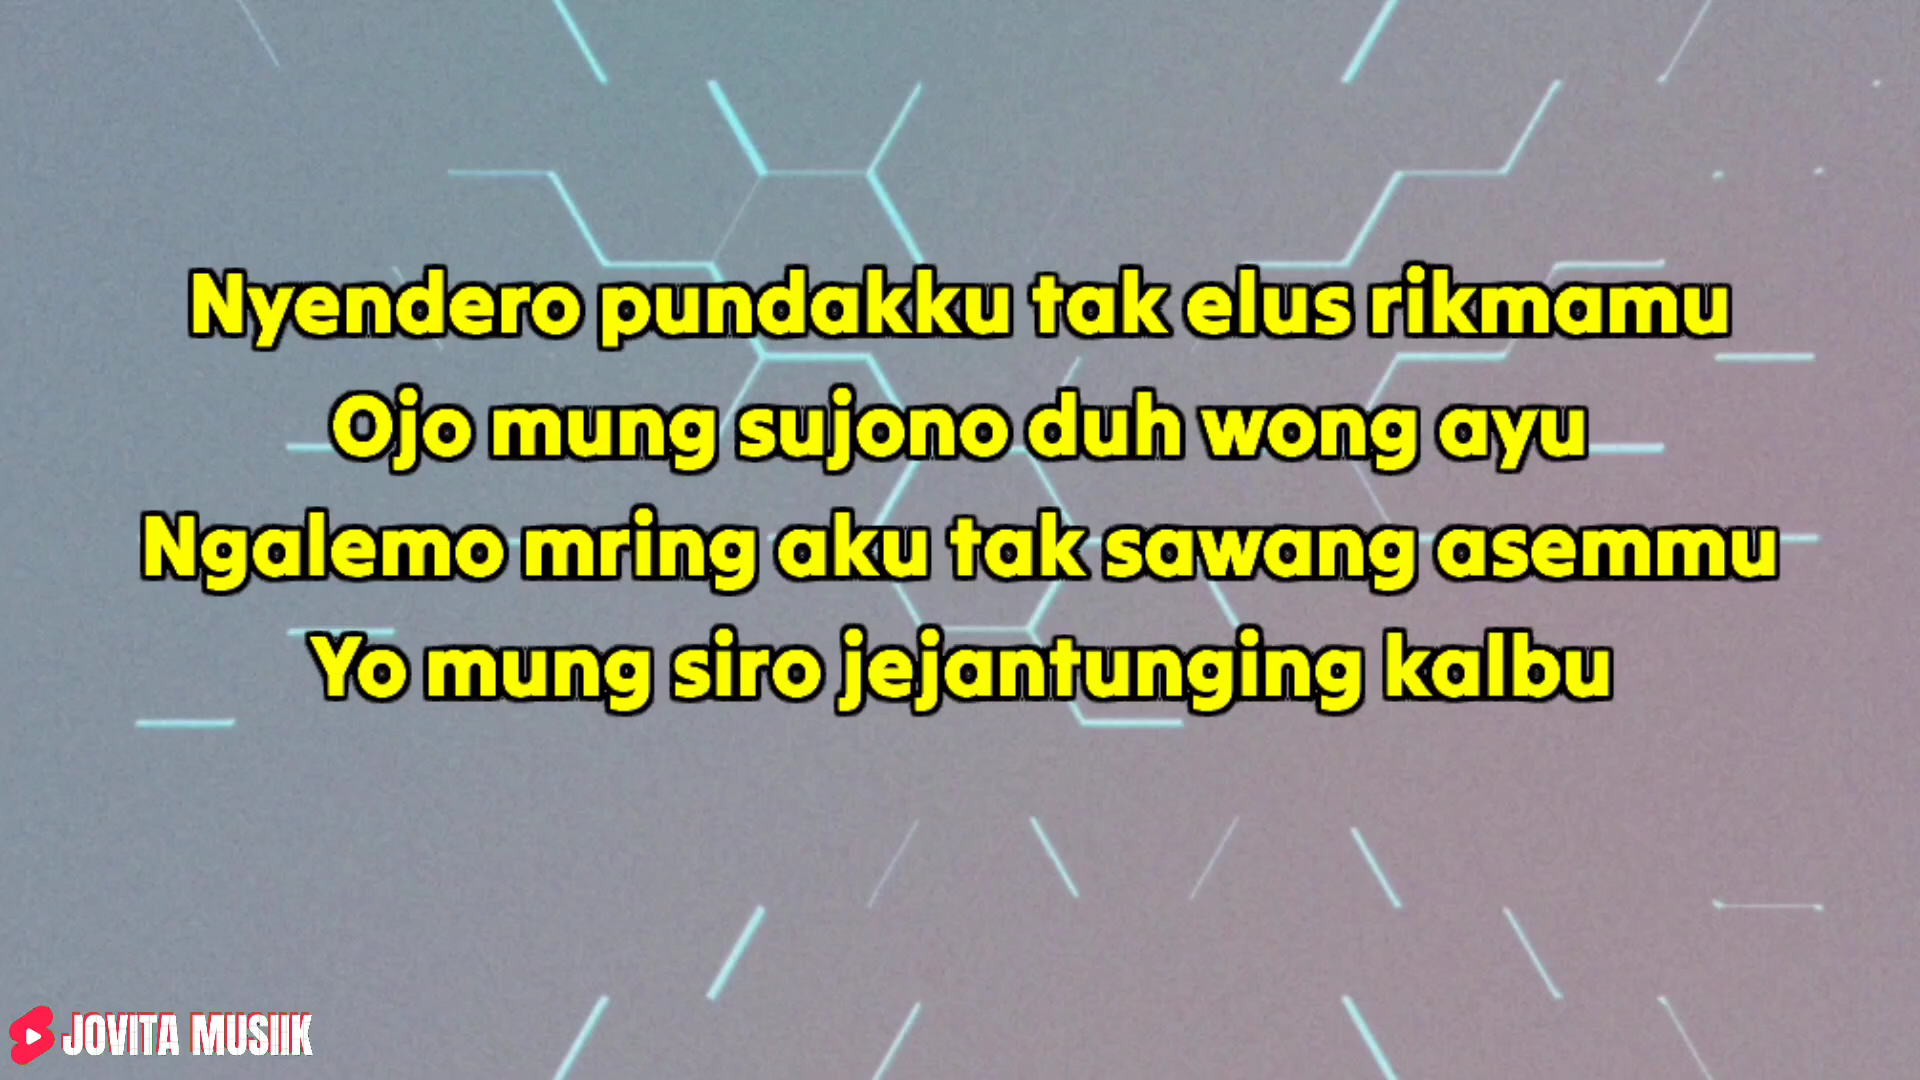 Nyendero pundakku tak elus rikmamu
Ojo mung sujono duh wong ayu
Ngalemo mring aku tak sawang asemmu
Yo mung siro jejantunging kalbu
JOVITA MUSIIK